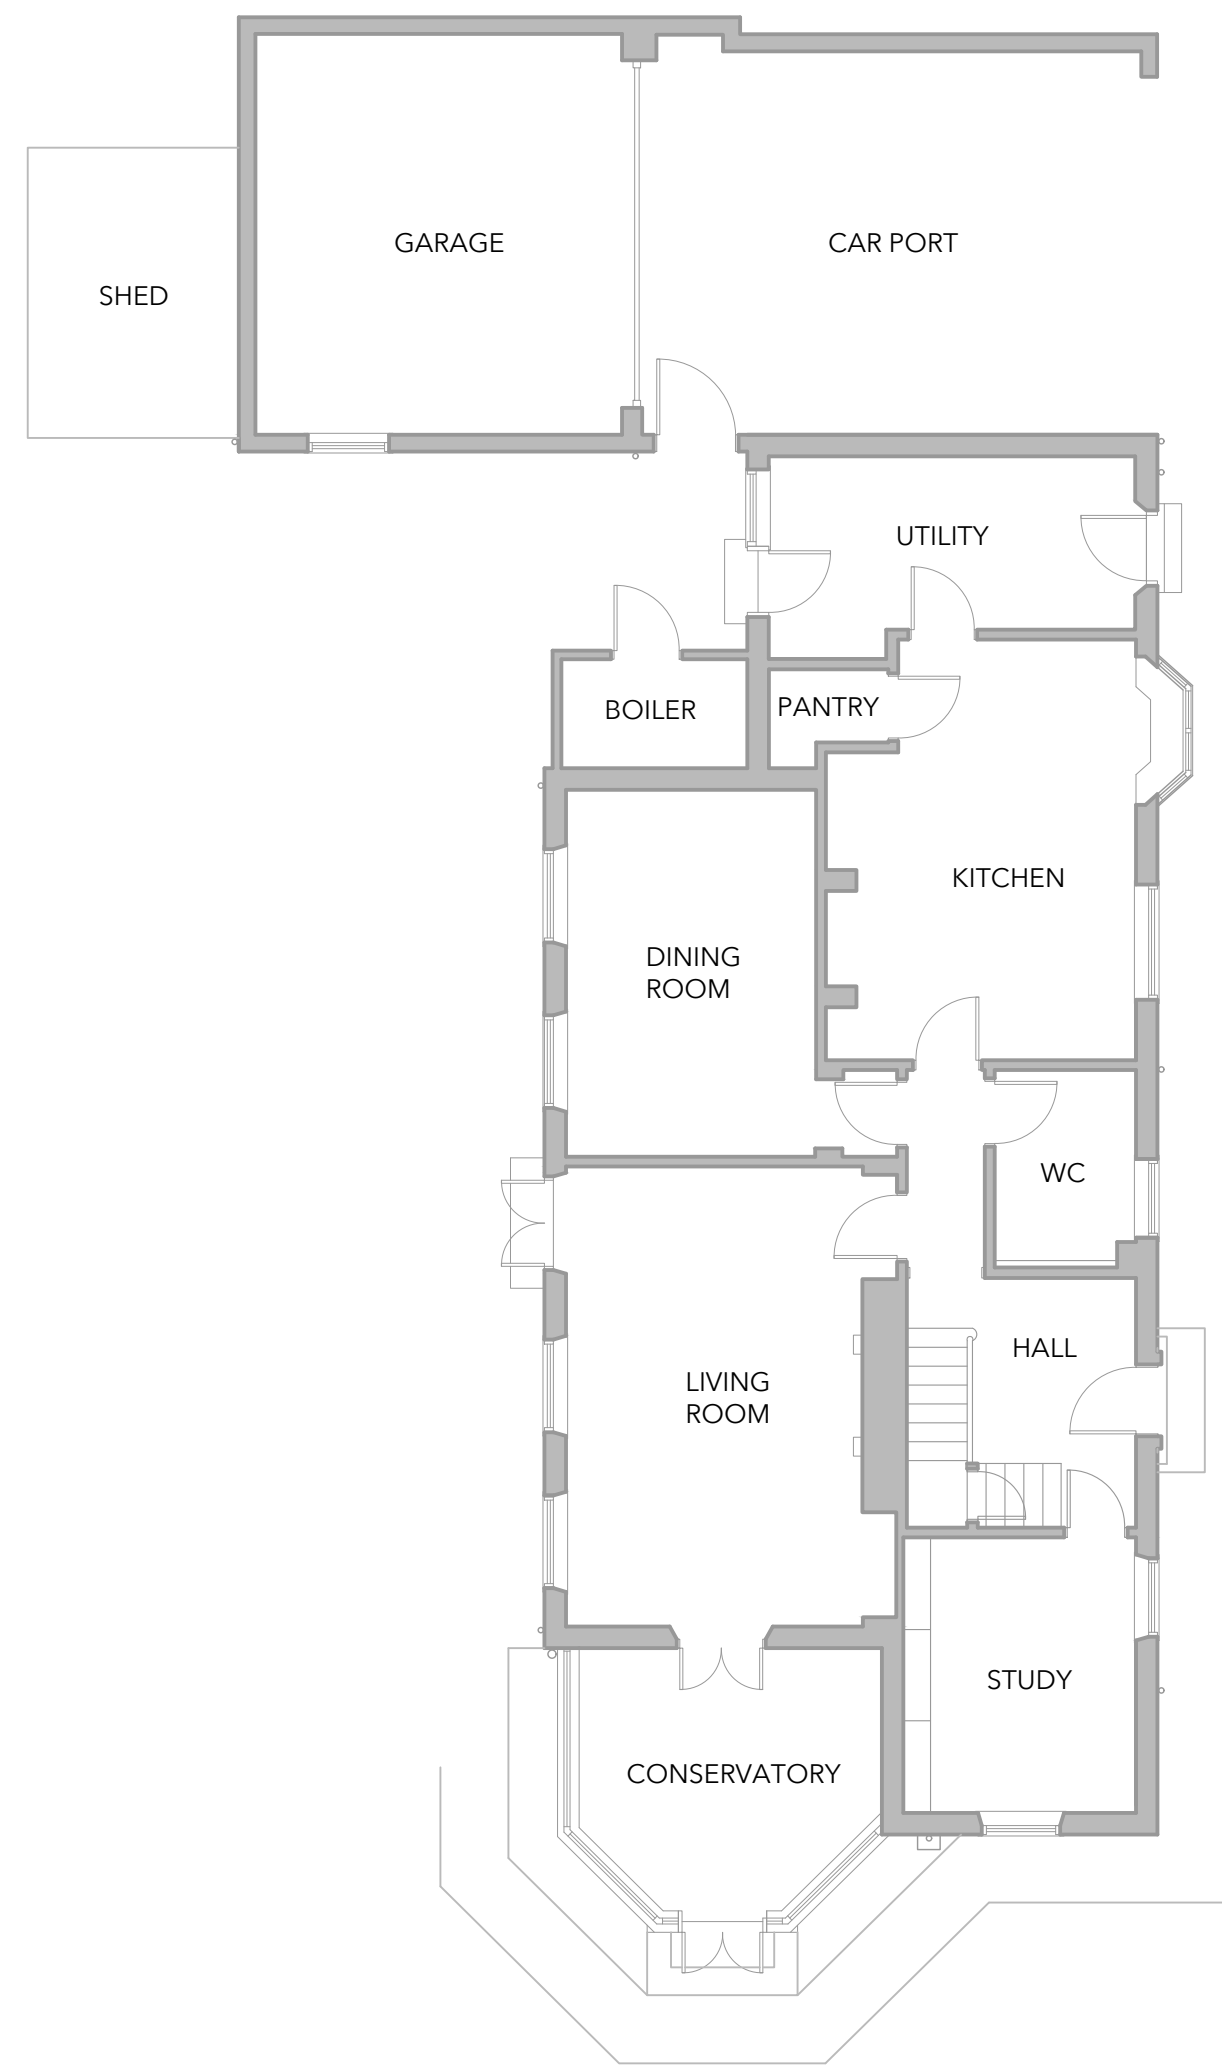 GARAGE
CAR PORT
SHED
UTILITY
BOILER
PANTRY
KITCHEN
DINING
ROOM
WC
HALL
LIVING
ROOM
STUDY
CONSERVATORY